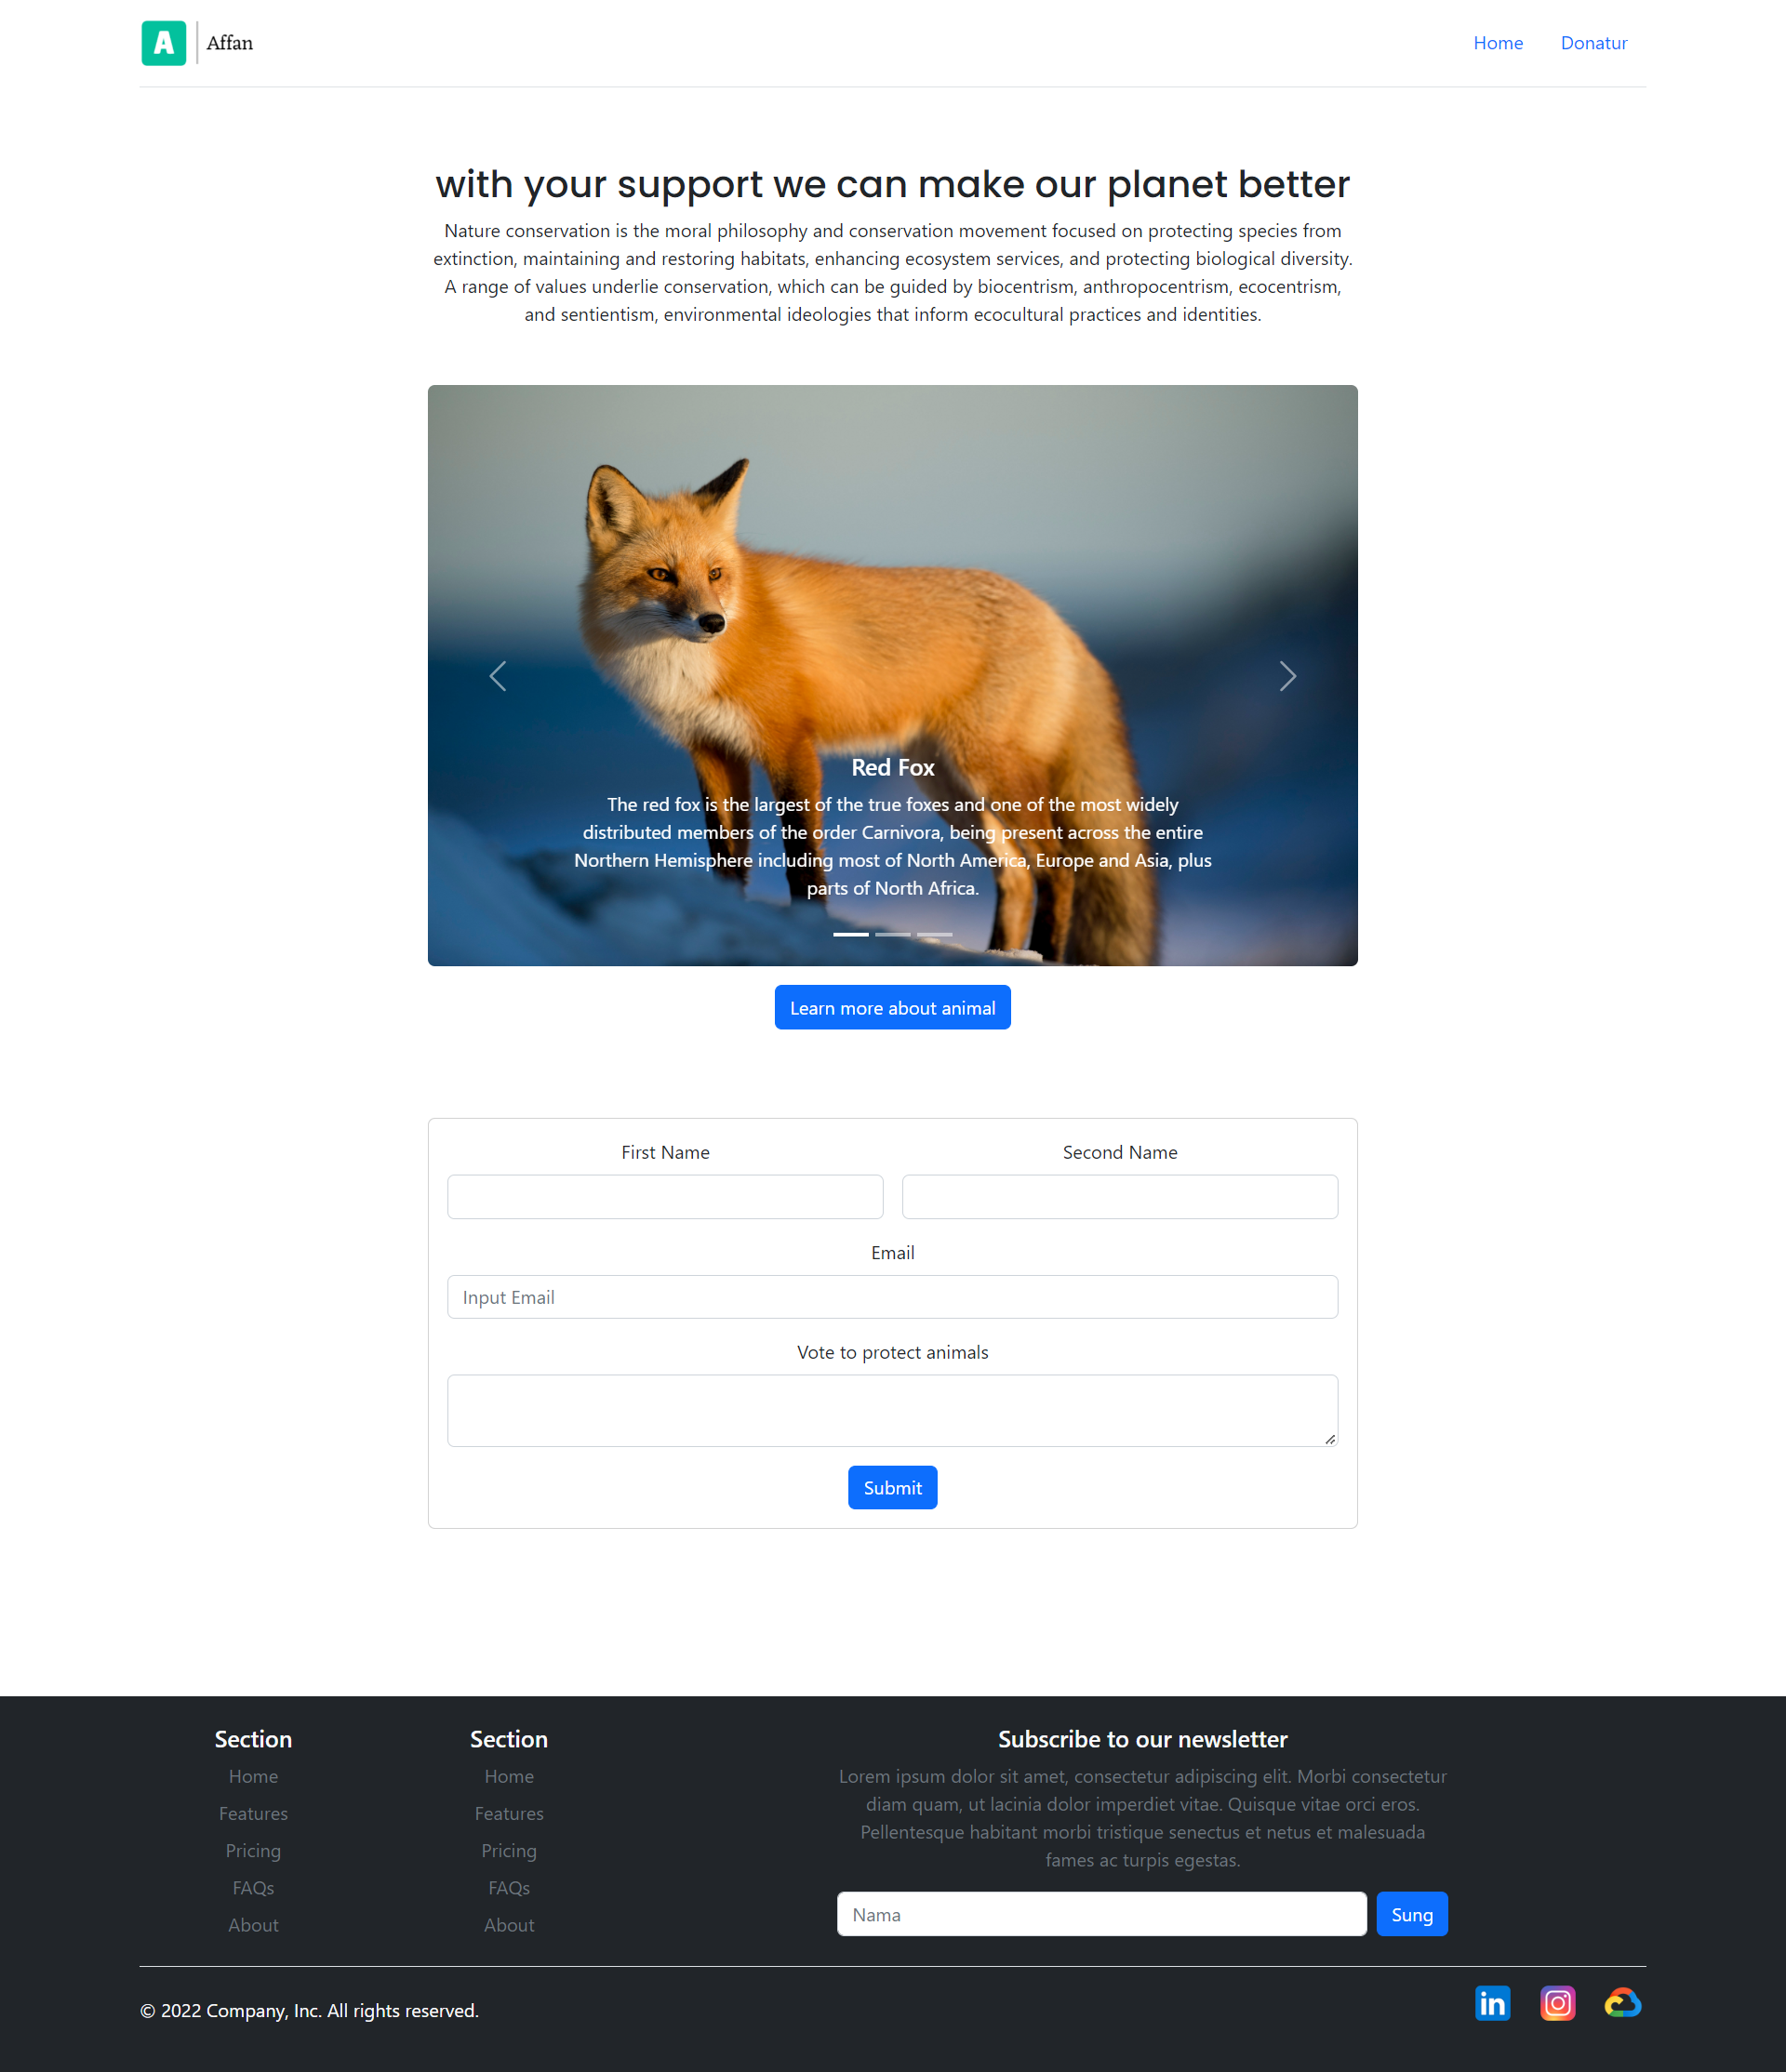 A
Affan
Home
Donatur
with your support we can make our planet better
Nature conservation is the moral philosophy and conservation movement focused on protecting species from
extinction, maintaining and restoring habitats, enhancing ecosystem services, and protecting biological diversity.
A range of values underlie conservation, which can be guided by biocentrism, anthropocentrism, ecocentrism,
and sentientism, environmental ideologies that inform ecocultural practices and identities.
Red Fox
The red fox is the largest of the true foxes and one of the most widely
distributed members of the order Carnivora, being present across the entire
Northern Hemisphere including most of North America, Europe and Asia, plus
parts of North Africa.
Learn more about animal
First Name
Second Name
Email
Input Email
Vote to protect animals
Submit
Section
Home
Features
Pricing
FAQs
About
Section
Home
Features
Pricing
FAQs
About
Subscribe to our newsletter
Lorem ipsum dolor sit amet, consectetur adipiscing elit. Morbi consectetur
diam quam, ut lacinia dolor imperdiet vitae. Quisque vitae orci eros.
Pellentesque habitant morbi tristique senectus et netus et malesuada
fames ac turpis egestas.
Nama
Sung
© 2022 Company, Inc. All rights reserved.
in